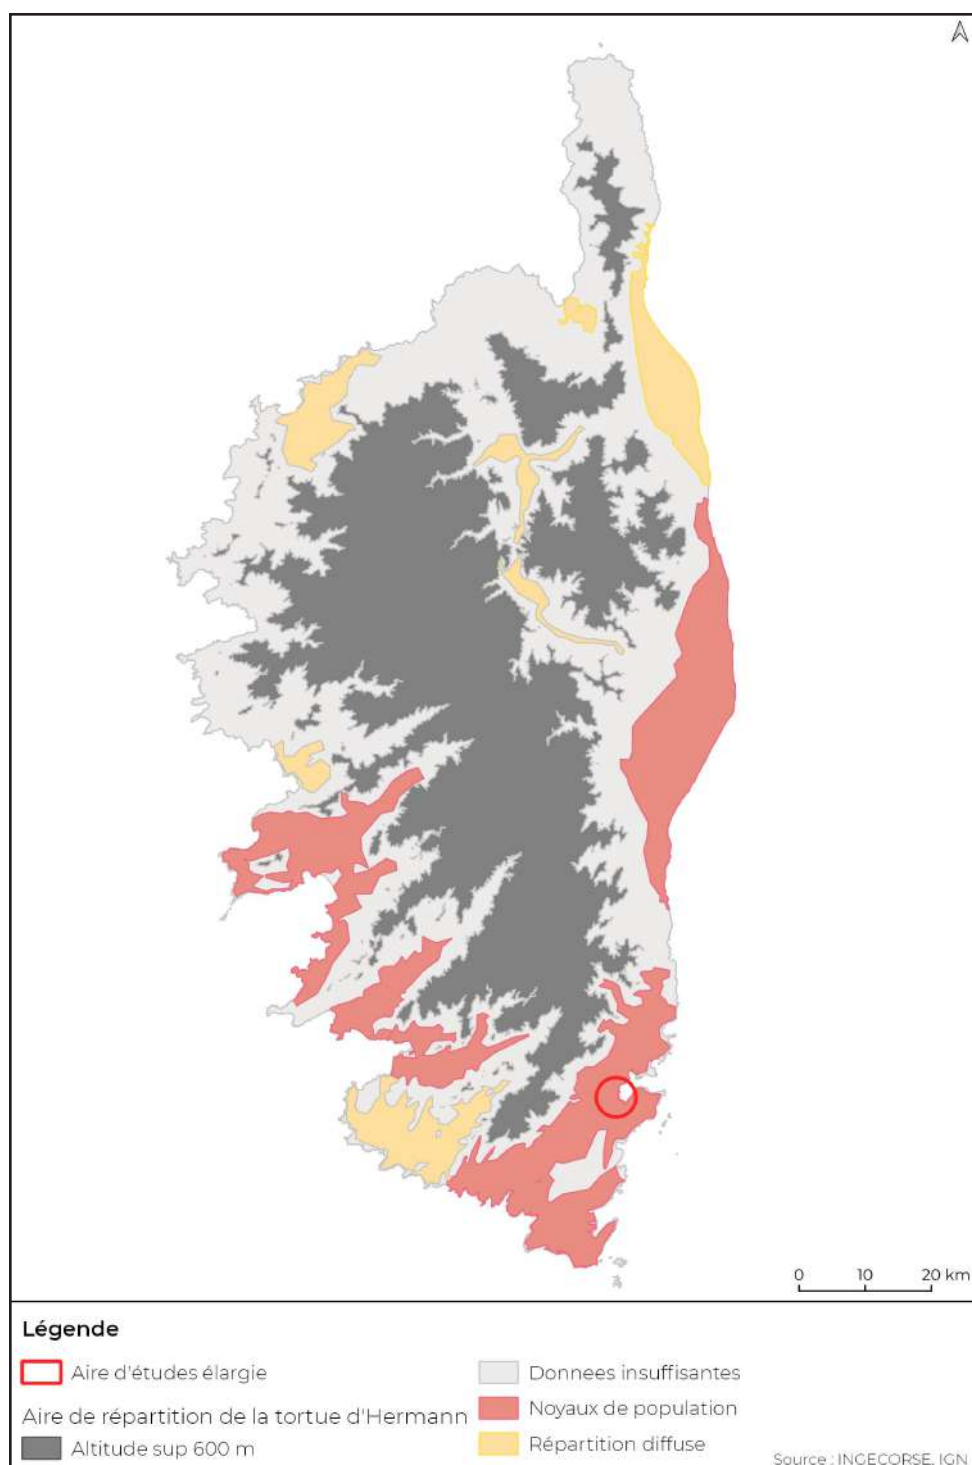 0 10 20 km
Légende
Aire d'études élargie
Aire de répartition de la tortue d'Hermann
Altitude sup 600 m
Donnees insuffisantes
Noyaux de population
Répartition diffuse
Source : INGECORSE, IGN